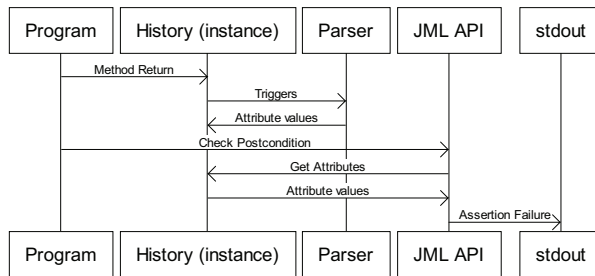 Program History (instance) Parser JML API stdout
Method Return
Triggers
Attribute values
Check Postcondition
Get Attributes
Attribute values
Assertion Failure
Program History (instance) Parser JML API stdout